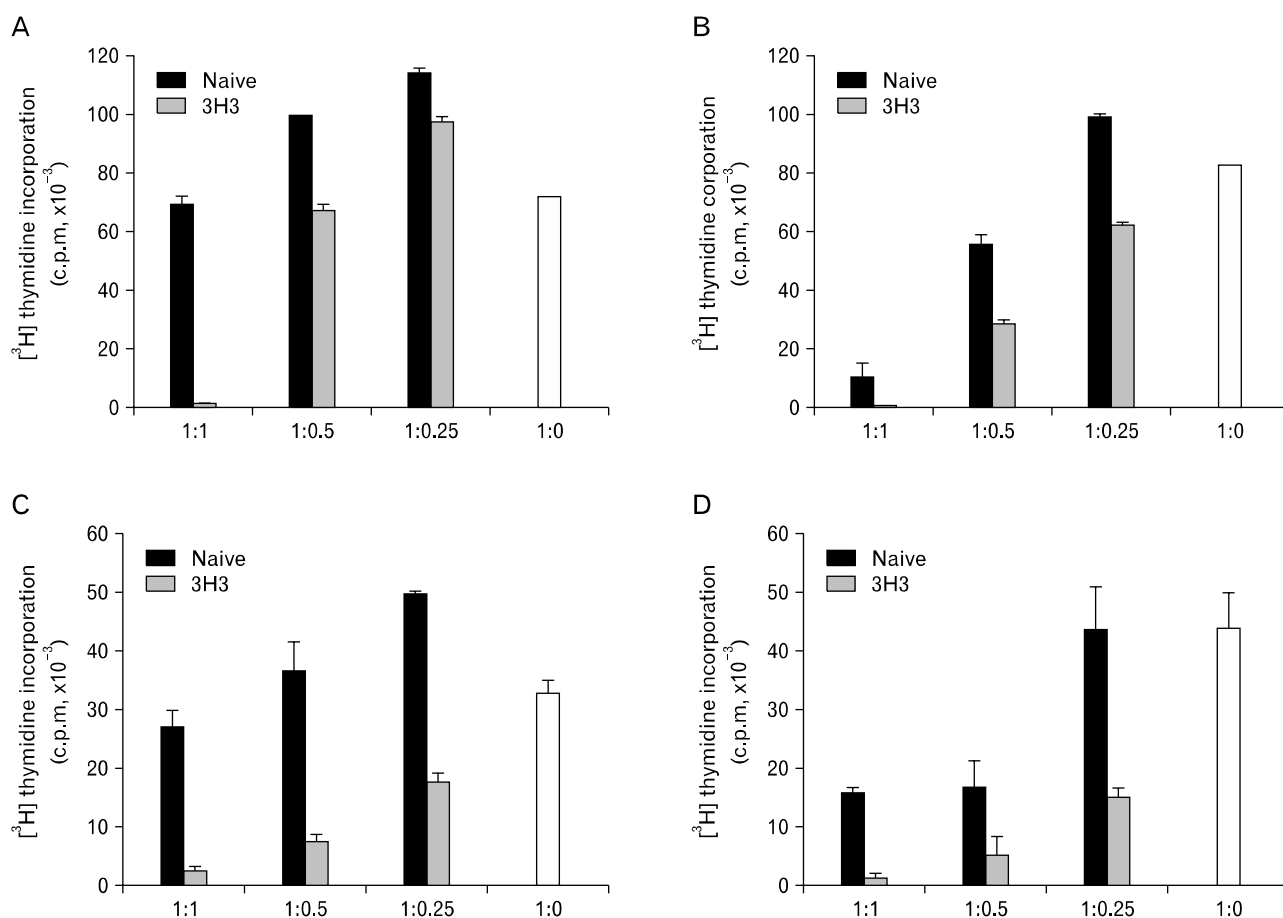 A
[³H] thymidine incorporation
(c.p.m, x10⁻³)
120
100
80
60
40
20
0
Naive
3H3
1:1
1:0.5
1:0.25
1:0
B
[³H] thymidine corporation
(c.p.m, x10⁻³)
120
100
80
60
40
20
0
Naive
3H3
1:1
1:0.5
1:0.25
1:0
C
[³H] thymidine incorporation
(c.p.m, x10⁻³)
60
50
40
30
20
10
0
Naive
3H3
1:1
1:0.5
1:0.25
1:0
D
[³H] thymidine incorporation
(c.p.m, x10⁻³)
60
50
40
30
20
10
0
Naive
3H3
1:1
1:0.5
1:0.25
1:0